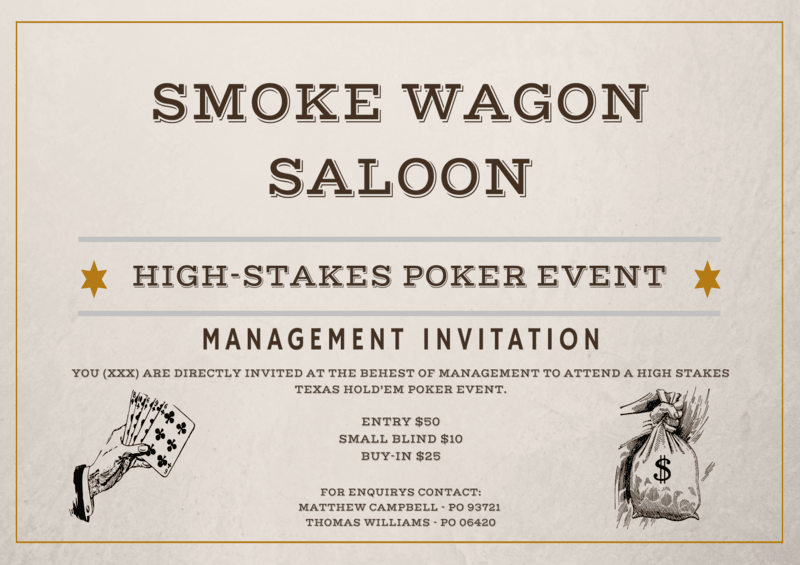 SMOKE WAGON
SALOON
HIGH-STAKES POKER EVENT
MANAGEMENT INVITATION
YOU (XXX) ARE DIRECTLY INVITED AT THE BEHEST OF MANAGEMENT TO ATTEND A HIGH STAKES
TEXAS HOLD'EM POKER EVENT.
ENTRY $50
SMALL BLIND $10
BUY-IN $25
$
FOR ENQUIRYS CONTACT:
MATTHEW CAMPBELL - PO 93721
THOMAS WILLIAMS - PO 06420